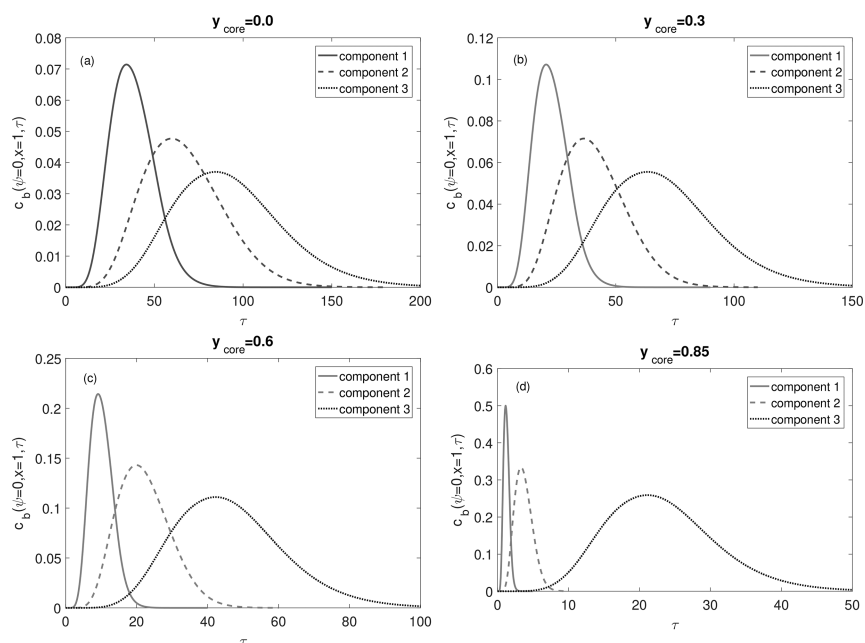 y core=0.0
(a)
component 1
component 2
component 3
0.08
0.07
0.06
0.05
0.04
0.03
0.02
0.01
0
c b(ψ=0,x=1,τ)
0 50 100 150 200
τ
y core=0.3
(b)
component 1
component 2
component 3
0.12
0.1
0.08
0.06
0.04
0.02
0
c b(ψ=0,x=1,τ)
0 50 100 150
τ
y core=0.6
(c)
component 1
component 2
component 3
0.25
0.2
0.15
0.1
0.05
0
c b(ψ=0,x=1,τ)
0 20 40 60 80 100
τ
y core=0.85
(d)
component 1
component 2
component 3
0.6
0.5
0.4
0.3
0.2
0.1
0
c b(ψ=0,x=1,τ)
0 10 20 30 40 50
τ